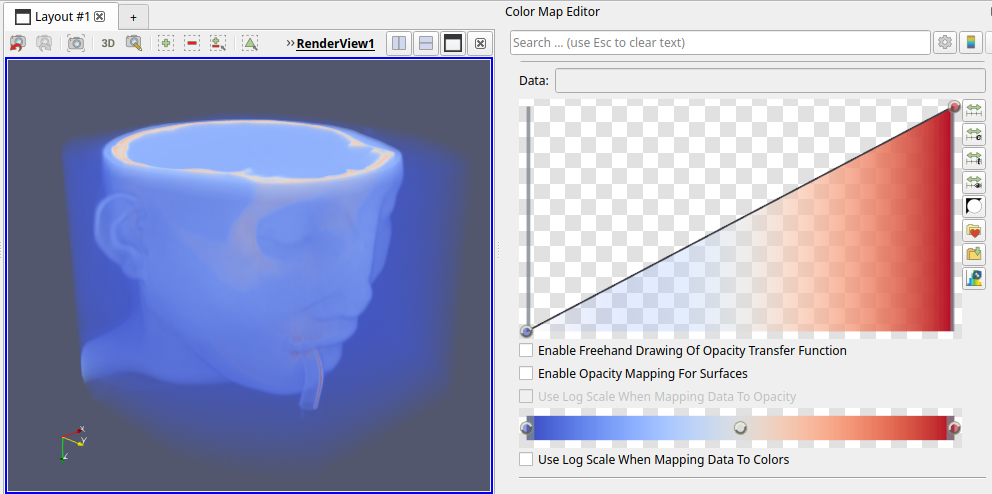 Layout #1
+
Color Map Editor
3D
»RenderView1
Search ... (use Esc to clear text)
Data:
Enable Freehand Drawing Of Opacity Transfer Function
Enable Opacity Mapping For Surfaces
Use Log Scale When Mapping Data To Opacity
Use Log Scale When Mapping Data To Colors
X
Y
Z